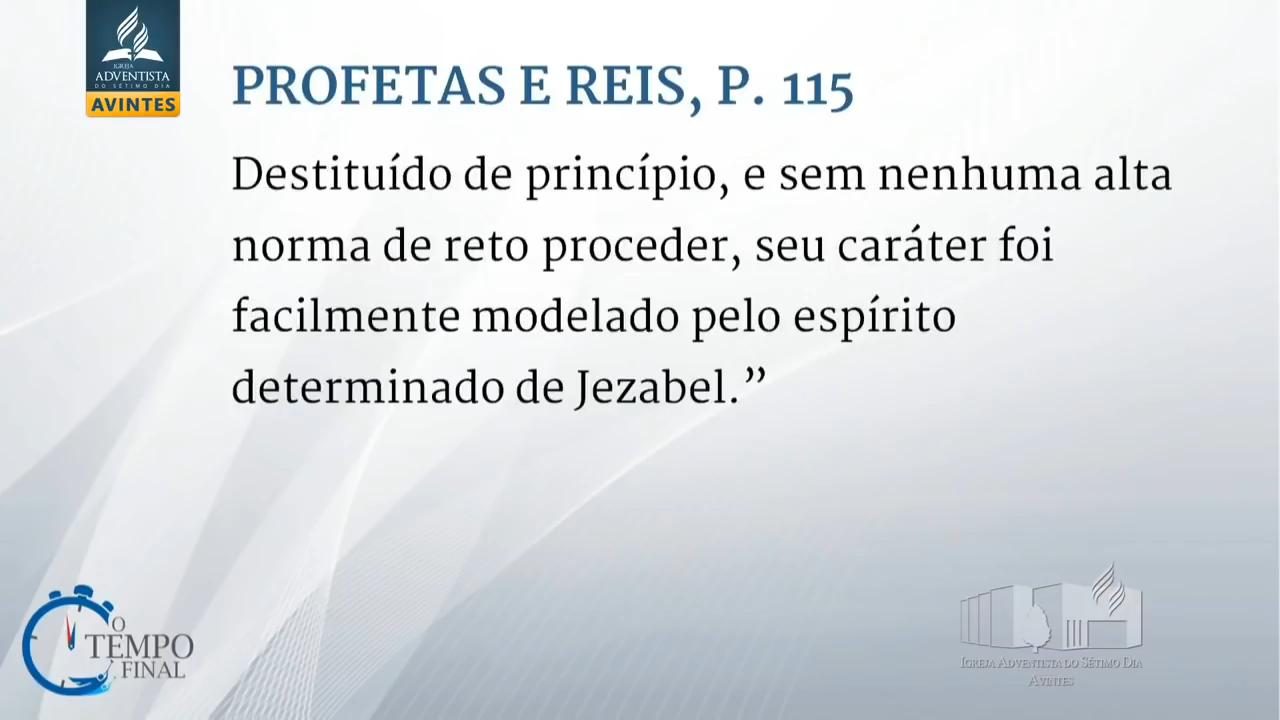 IGREJA
ADVENTISTA
DO SÉTIMO DIA
AVINTES
PROFETAS E REIS, P. 115
Destituído de princípio, e sem nenhuma alta
norma de reto proceder, seu caráter foi
facilmente modelado pelo espírito
determinado de Jezabel.”
O
TEMPO
FINAL
IGREJA ADVENTISTA DO SÉTIMO DIA
AVINTES